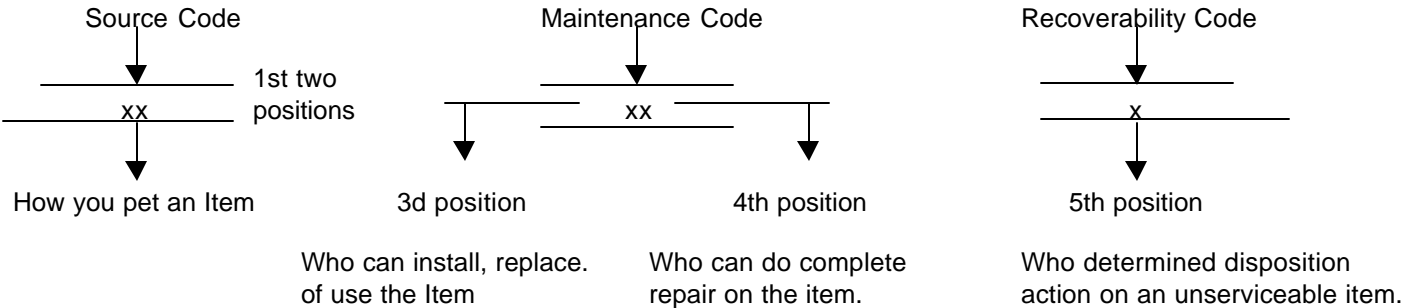 Source Code
Maintenance Code
Recoverability Code
1st two
positions
xx
xx
x
How you pet an Item
3d position
4th position
5th position
Who can install, replace.
of use the Item
Who can do complete
repair on the item.
Who determined disposition
action on an unserviceable item.